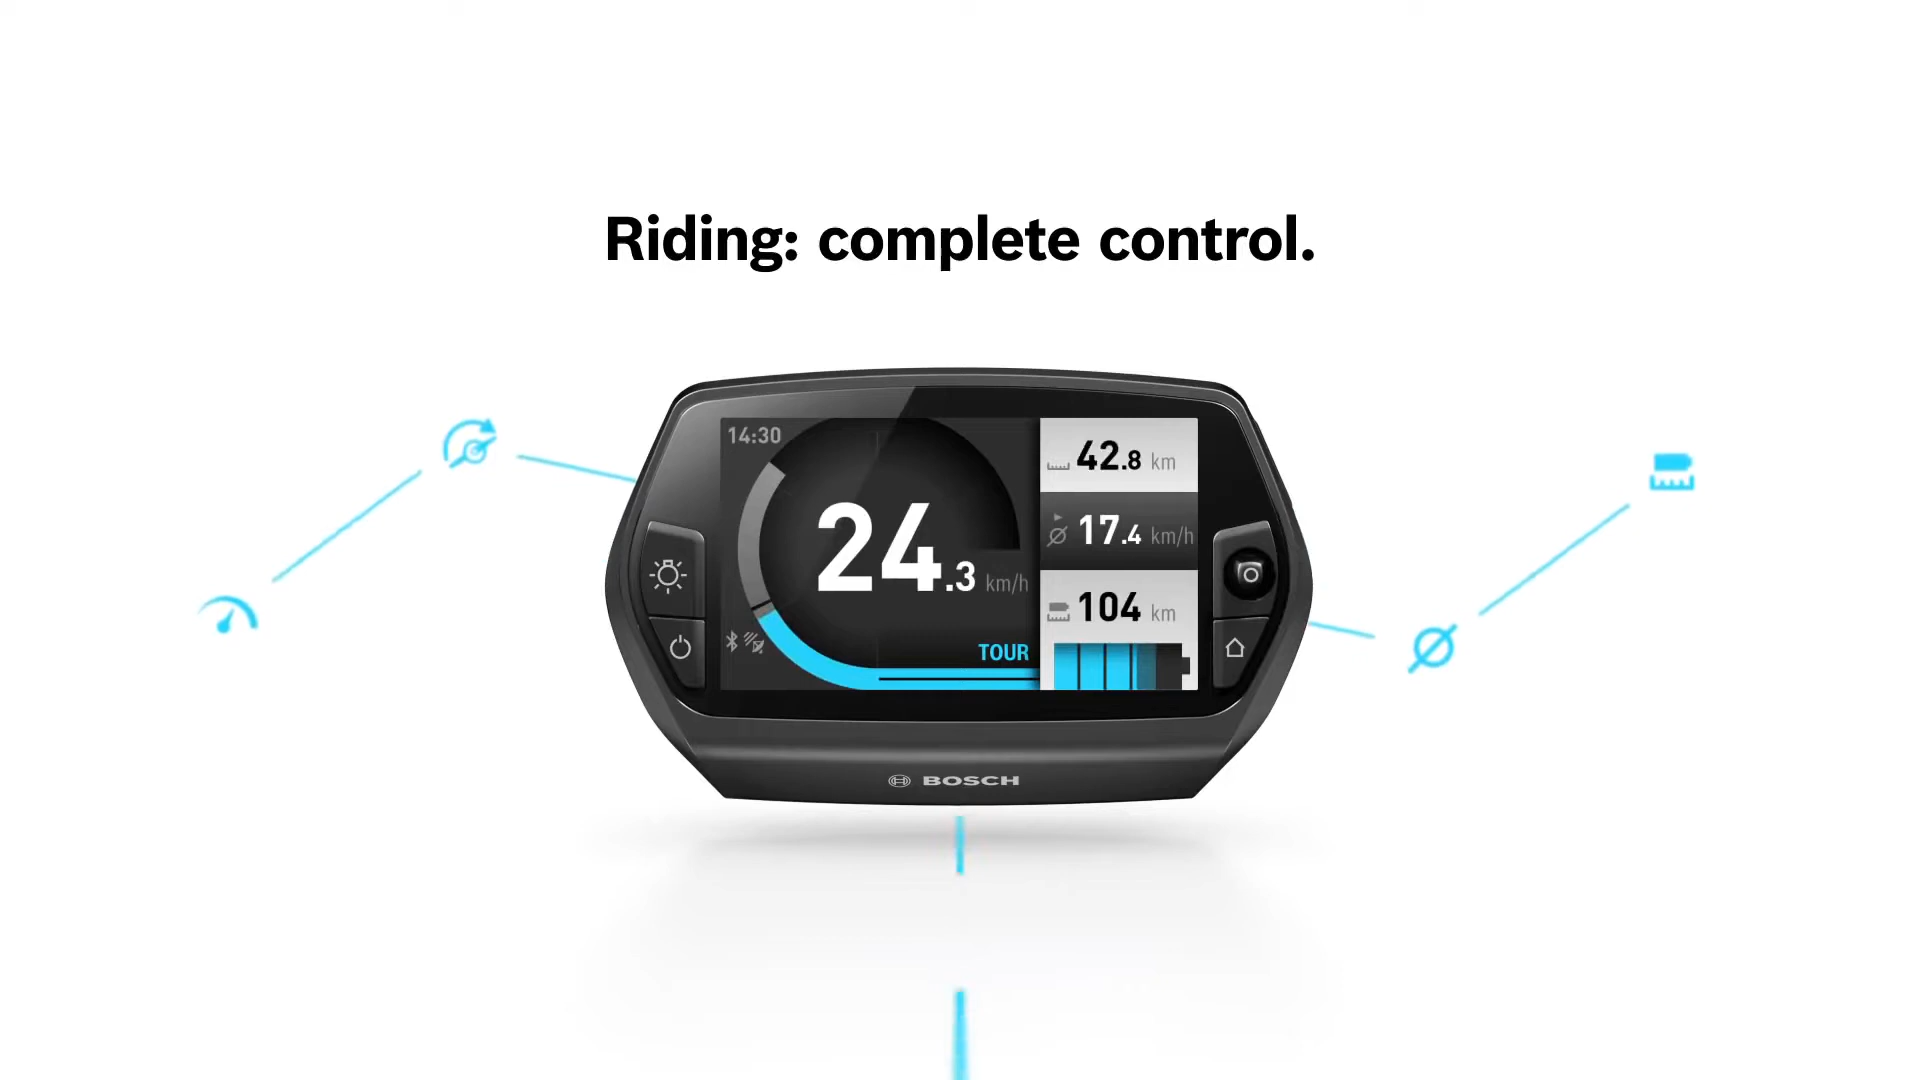 Riding: complete control.
14:30
24.3 km/h
TOUR
42.8 km
17.4 km/h
104 km
BOSCH